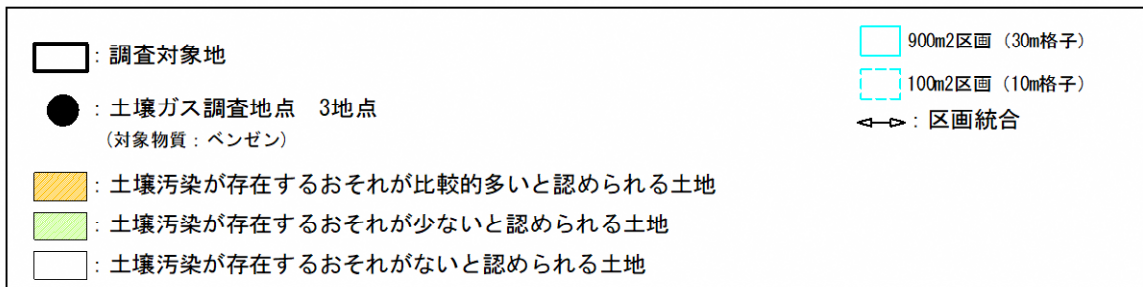 ：調査対象地
：土壌ガス調査地点　3地点
（対象物質：ベンゼン）
：土壌汚染が存在するおそれが比較的多いと認められる土地
：土壌汚染が存在するおそれが少ないと認められる土地
：土壌汚染が存在するおそれがないと認められる土地
900m2区画（30m格子）
100m2区画（10m格子）
：区画統合